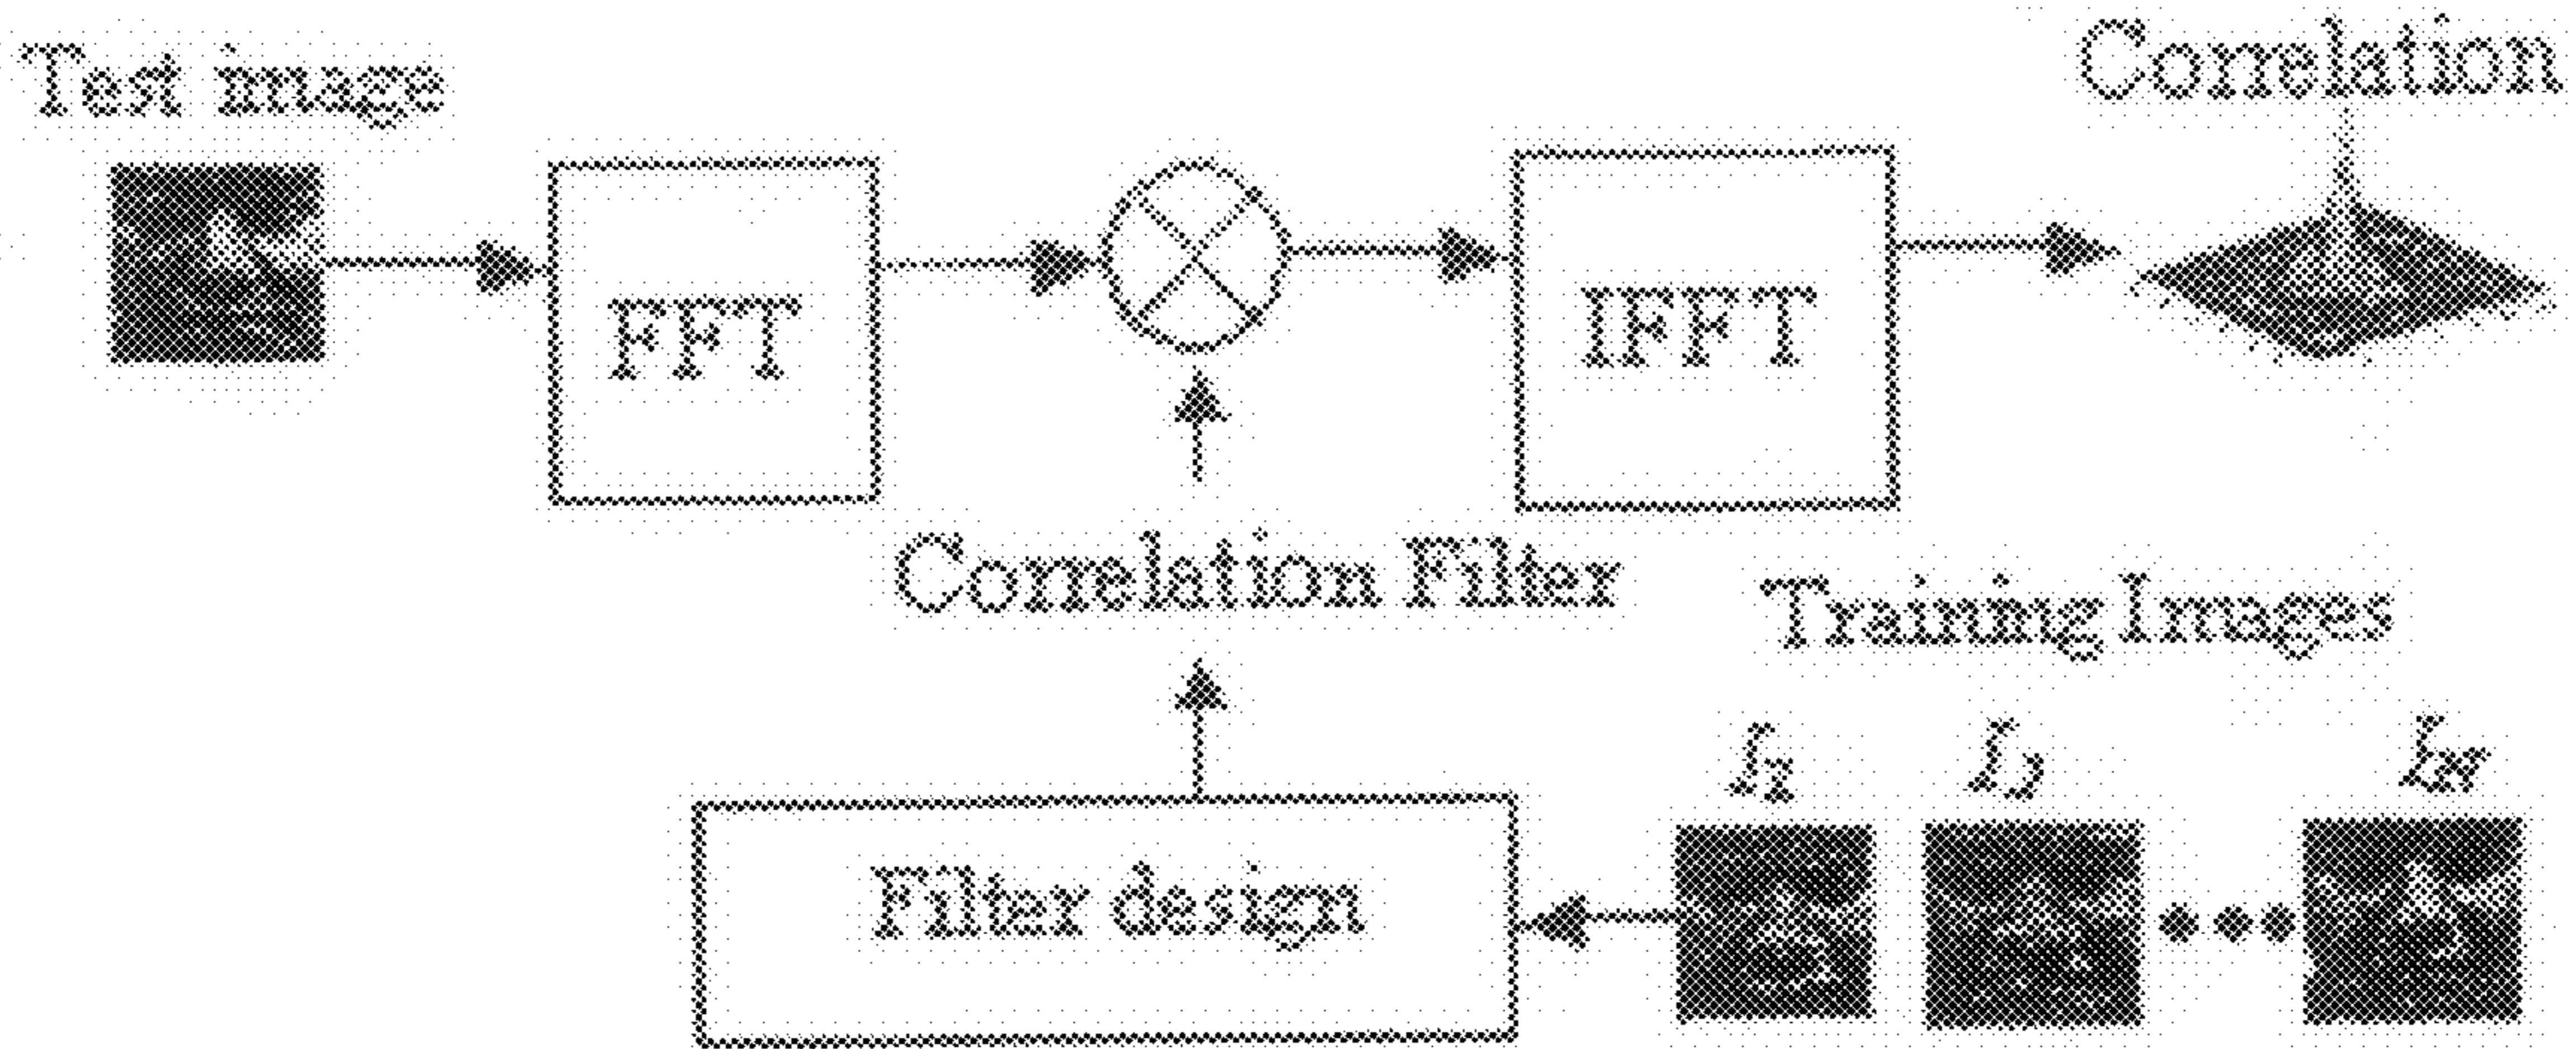 Test image
Correlation
FFT
IFFT
Correlation Filter
Training Images
Filter design